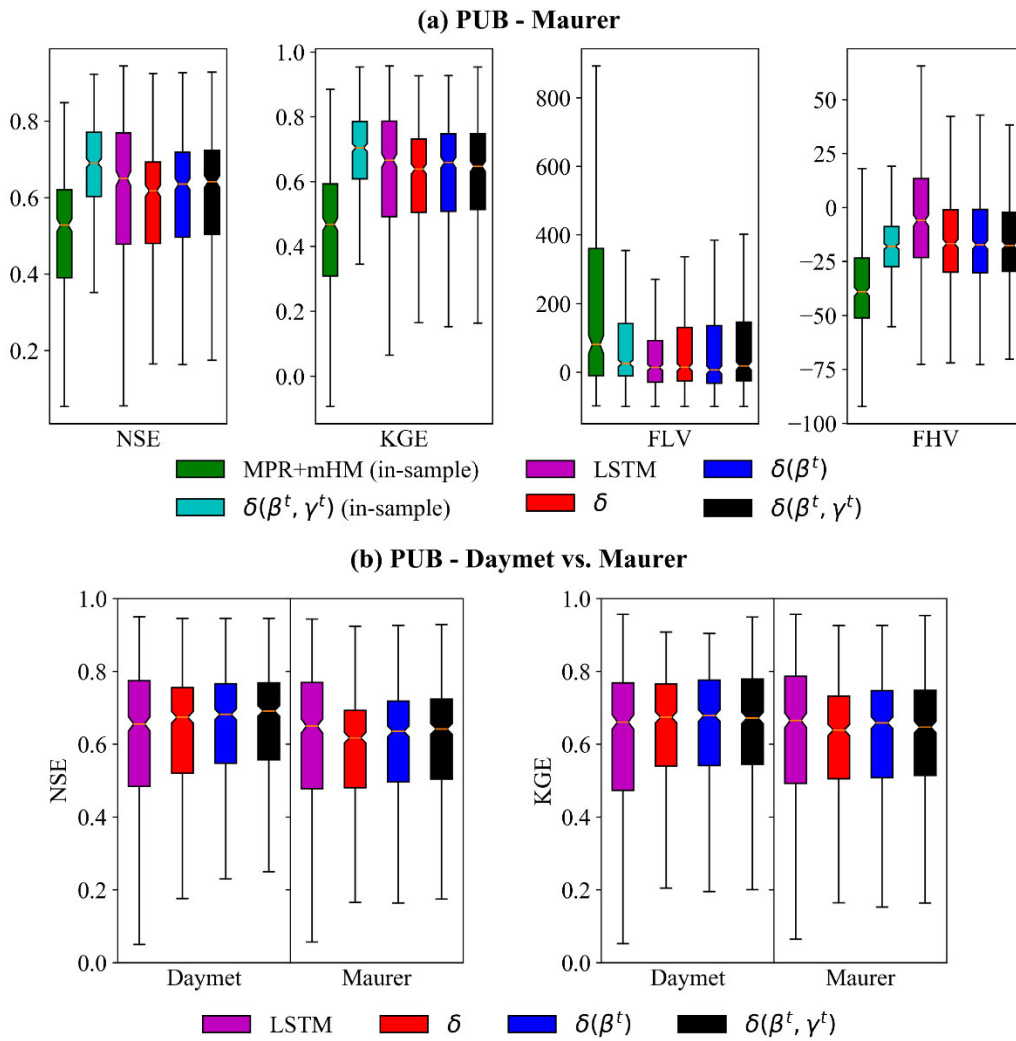 (a) PUB - Maurer
0.8
0.6
0.4
0.2
NSE
1.0
0.8
0.6
0.4
0.2
0.0
KGE
800
600
400
200
0
FLV
50
25
0
−25
−50
−75
−100
FHV
MPR+mHM (in-sample)
LSTM
δ(βᵗ)
δ(βᵗ, γᵗ) (in-sample)
δ
δ(βᵗ, γᵗ)
(b) PUB - Daymet vs. Maurer
NSE
1.0
0.8
0.6
0.4
0.2
0.0
Daymet
Maurer
KGE
1.0
0.8
0.6
0.4
0.2
0.0
Daymet
Maurer
LSTM
δ
δ(βᵗ)
δ(βᵗ, γᵗ)